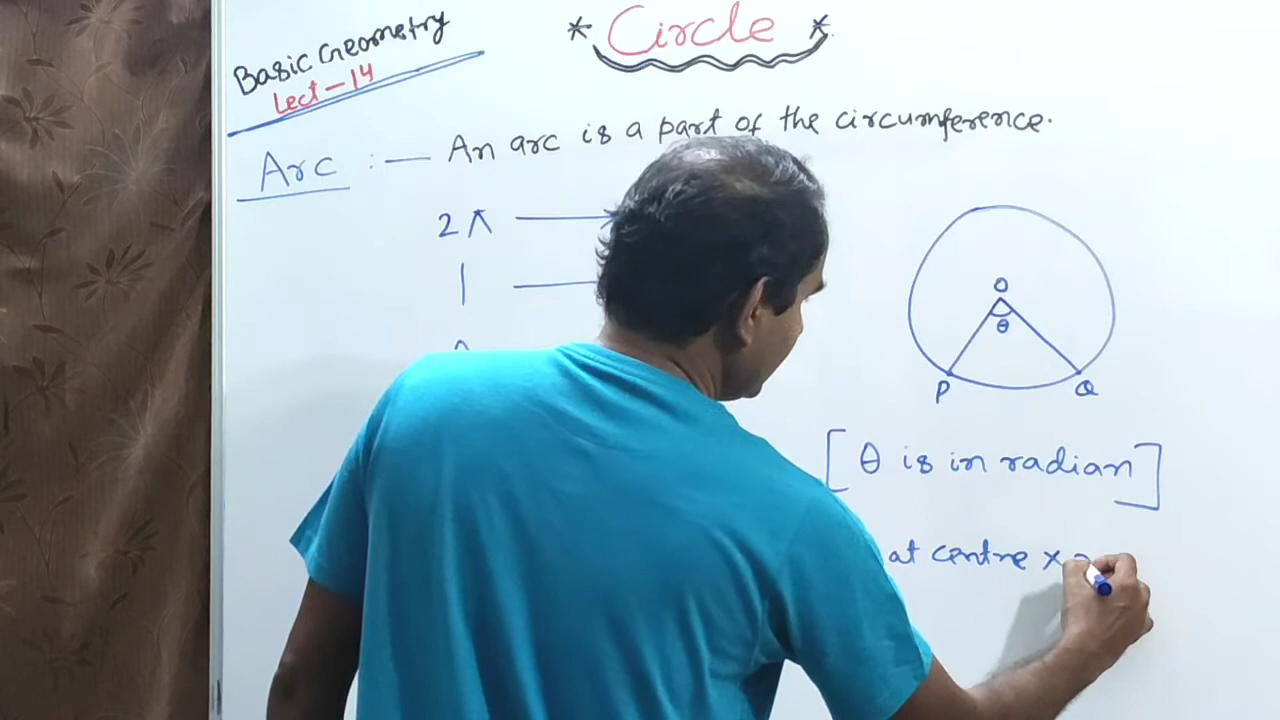 Basic Geometry
Lect-14
* Circle *
Arc :— An arc is a part of the circumference.
2π →
1 —
O
θ
P
Q
[θ is in radian]
at centre ×